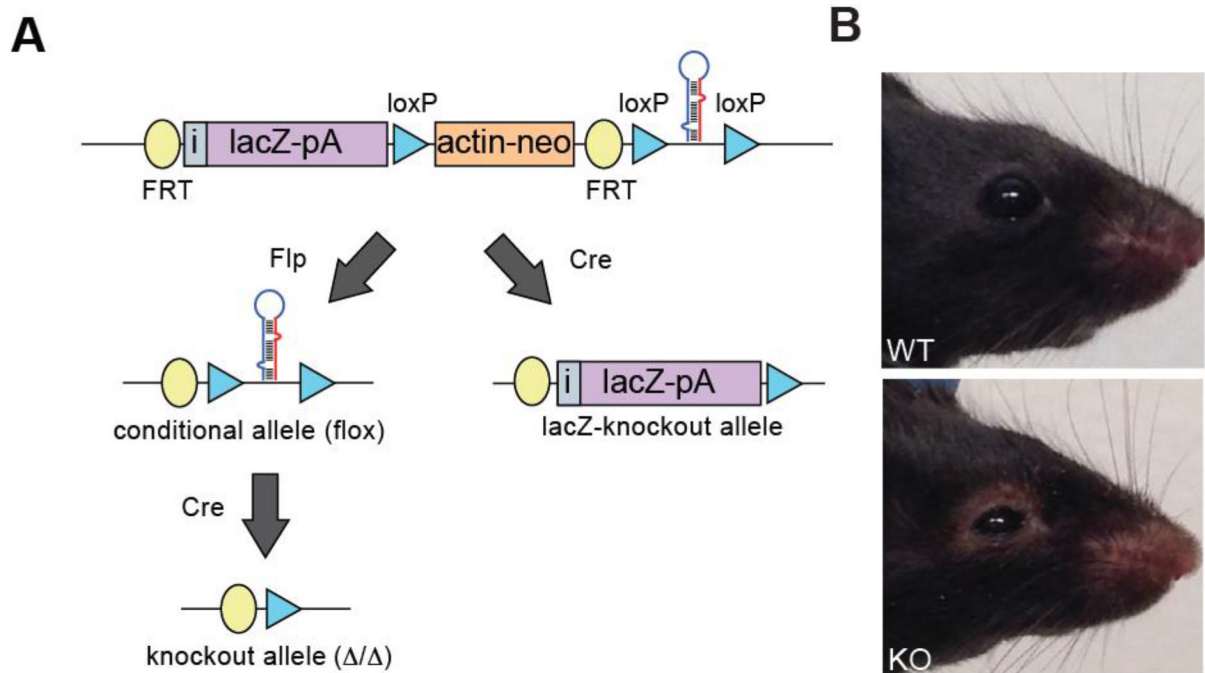 A
loxP
loxP
loxP
i
lacZ-pA
actin-neo
FRT
FRT
Flp
Cre
conditional allele (flox)
i
lacZ-pA
lacZ-knockout allele
Cre
knockout allele (Δ/Δ)
B
WT
KO